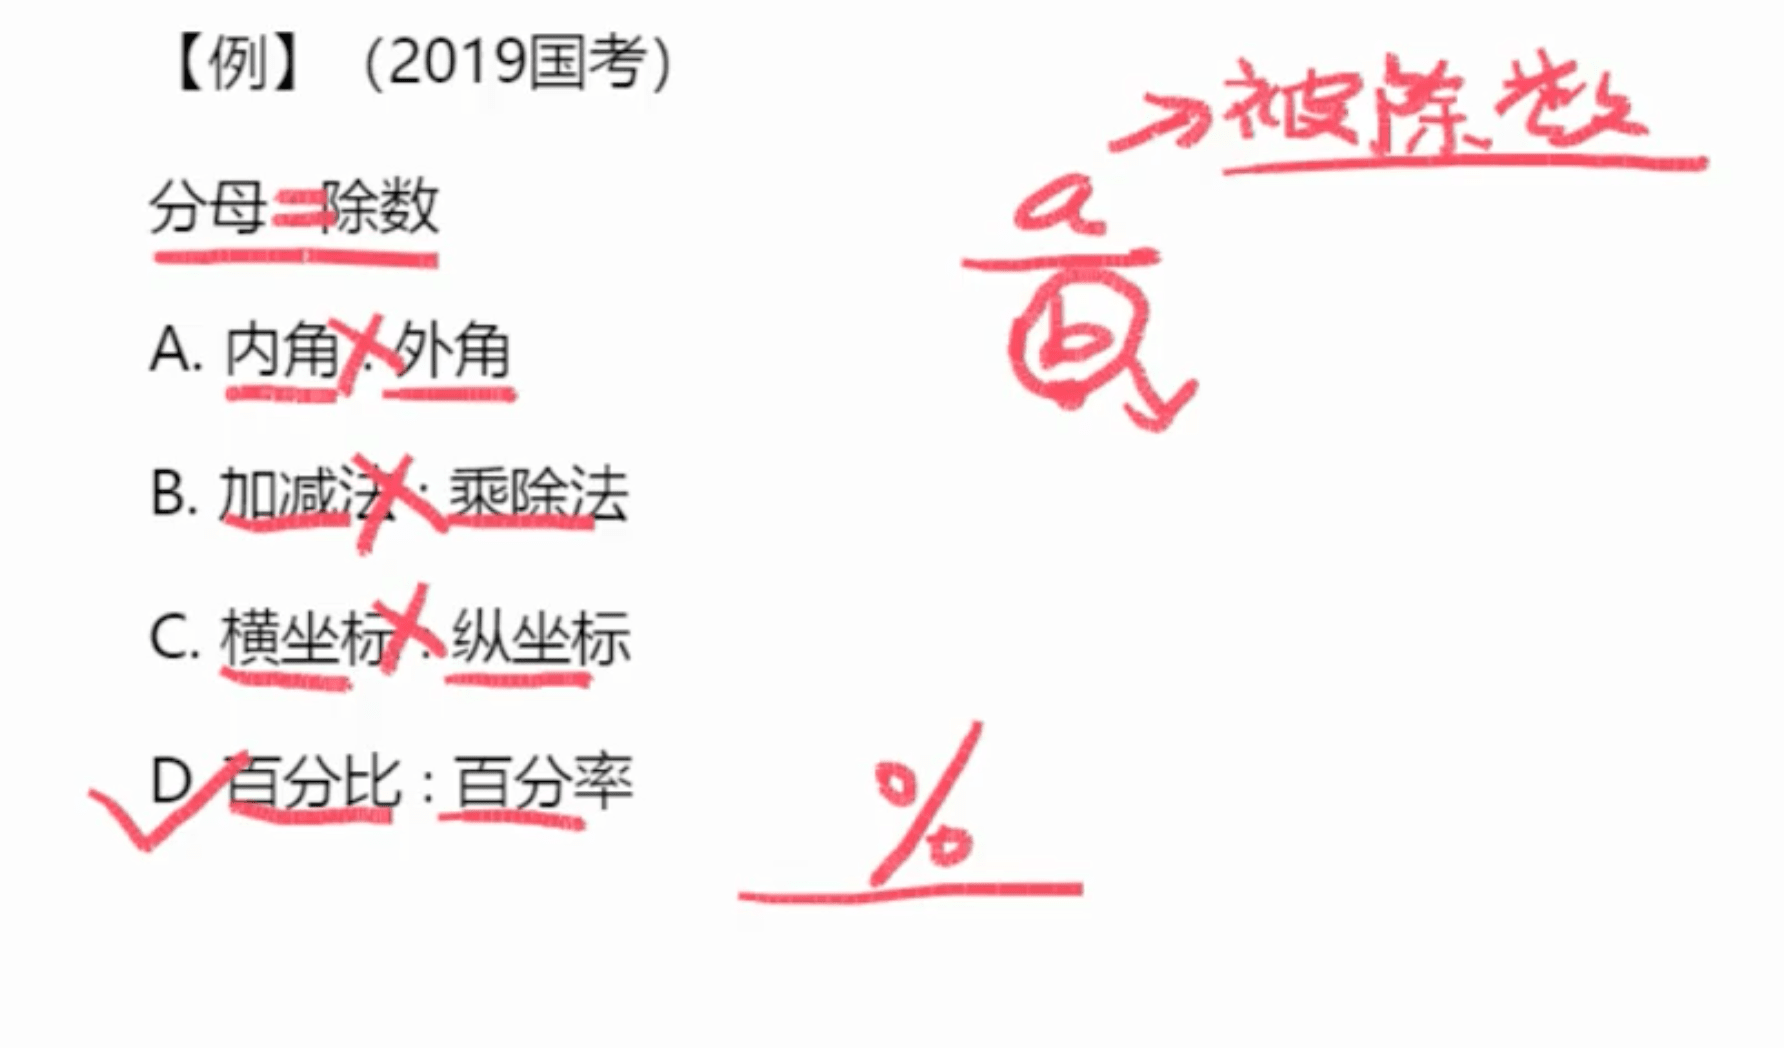 【例】（2019国考）
→被除数
分母=除数
a
b
A. 内角 : 外角
B. 加减法 : 乘除法
C. 横坐标 : 纵坐标
D. 百分比 : 百分率
%